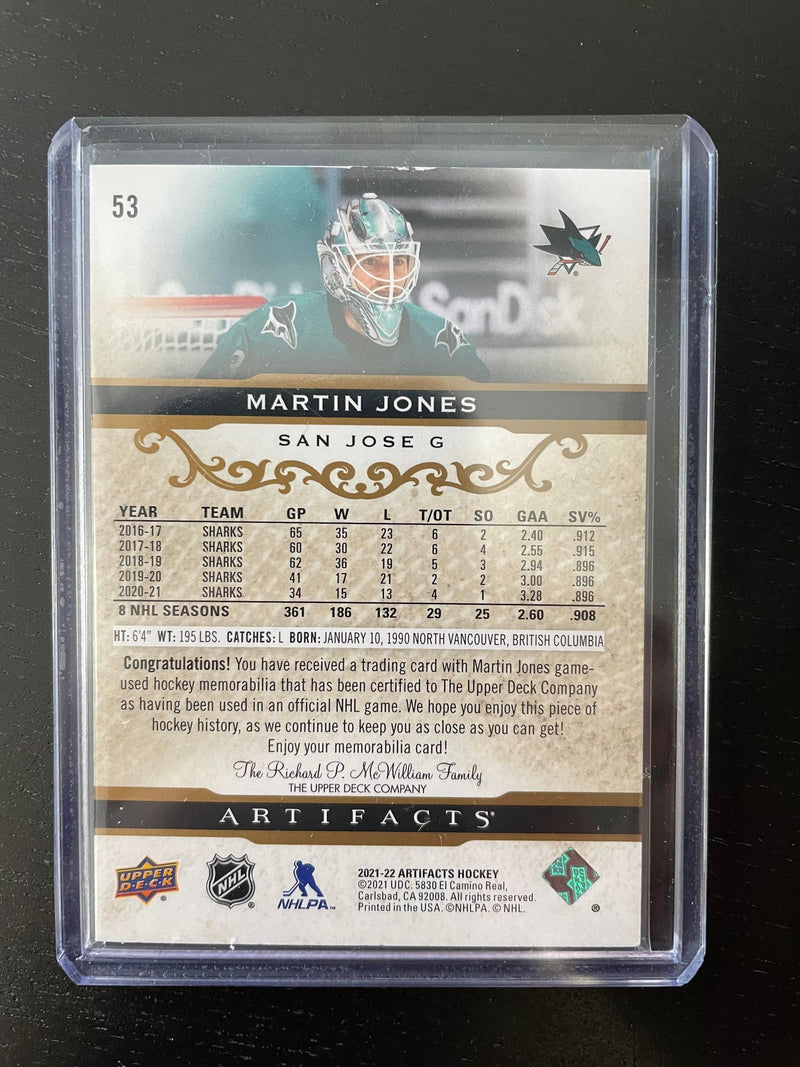 53
SanDisk
MARTIN JONES
SAN JOSE G
YEAR TEAM GP W L T/OT SO GAA SV%
2016-17 SHARKS 65 35 23 6 2 2.40 .912
2017-18 SHARKS 60 30 22 6 4 2.55 .915
2018-19 SHARKS 62 36 19 5 3 2.94 .896
2019-20 SHARKS 41 17 21 2 2 3.00 .896
2020-21 SHARKS 34 15 13 4 1 3.28 .896
8 NHL SEASONS 361 186 132 29 25 2.60 .908
HT: 6'4" WT: 195 LBS. CATCHES: L BORN: JANUARY 10, 1990 NORTH VANCOUVER, BRITISH COLUMBIA
Congratulations! You have received a trading card with Martin Jones game-
used hockey memorabilia that has been certified to The Upper Deck Company
as having been used in an official NHL game. We hope you enjoy this piece of
hockey history, as we continue to keep you as close as you can get!
Enjoy your memorabilia card!
The Richard P. McWilliam Family
THE UPPER DECK COMPANY
ARTIFACTS®
UPPER DECK®
NHL®
NHLPA™
2021-22 ARTIFACTS HOCKEY
©2021 UDC. 5830 El Camino Real,
Carlsbad, CA 92008. All rights reserved.
Printed in the USA. ©NHLPA. © NHL.
®